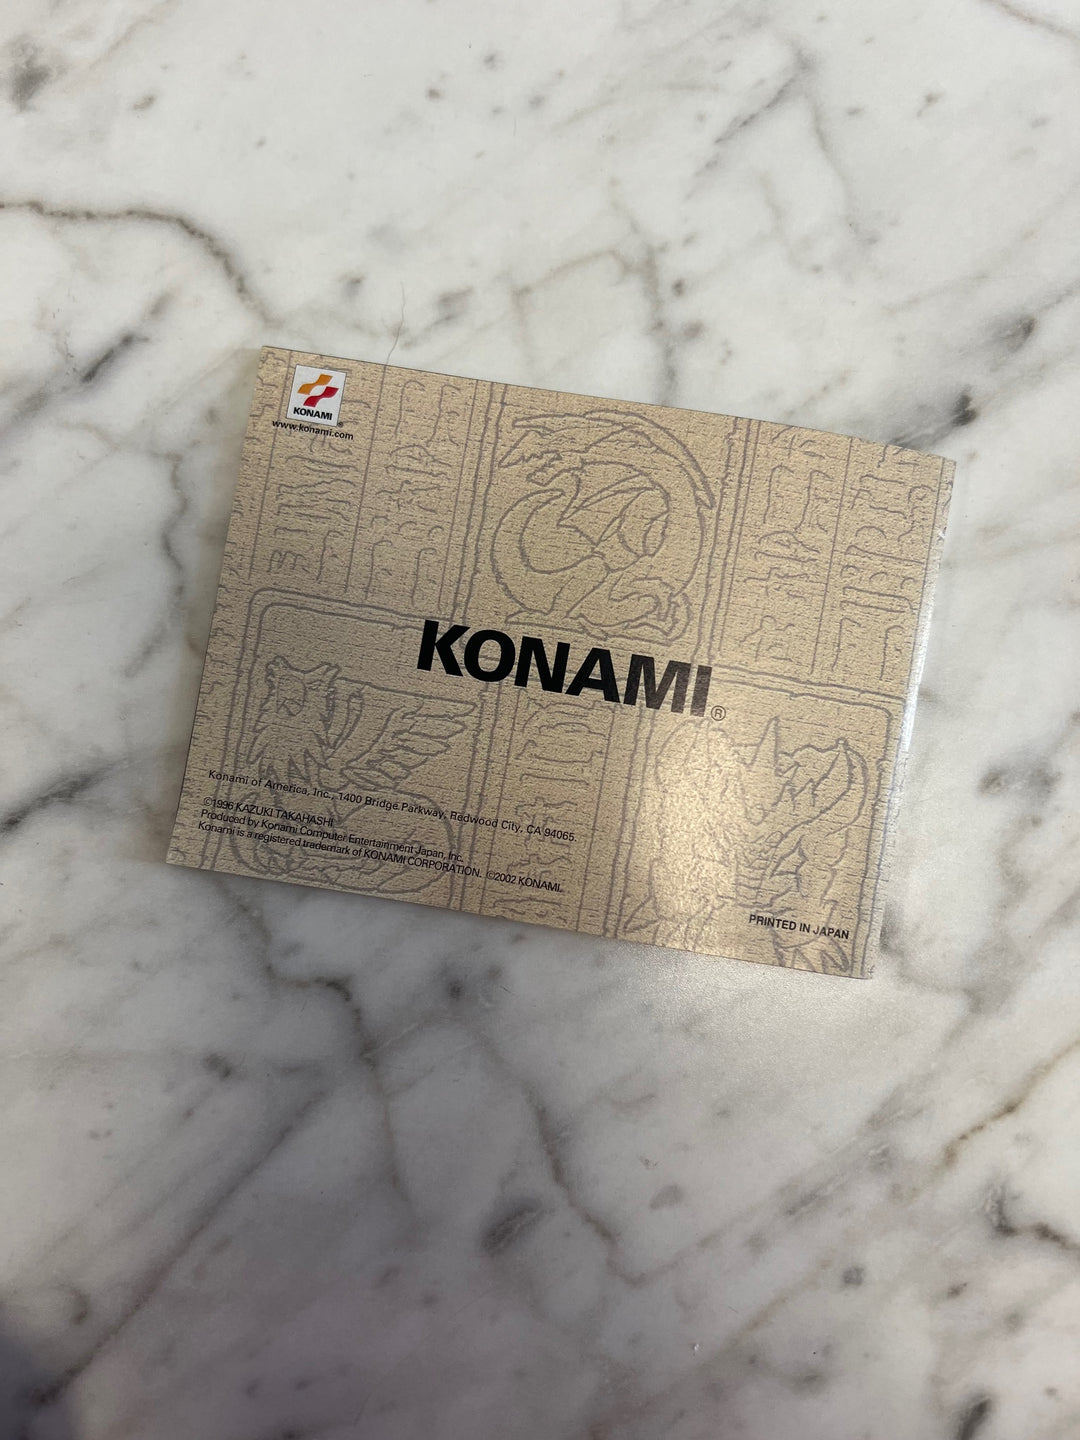 KONAMI
®
www.konami.com
KONAMI®
Konami of America, Inc., 1400 Bridge Parkway, Redwood City, CA 94065.
©1996 KAZUKI TAKAHASHI
Produced by Konami Computer Entertainment Japan, Inc.
Konami is a registered trademark of KONAMI CORPORATION. ©2002 KONAMI.
PRINTED IN JAPAN